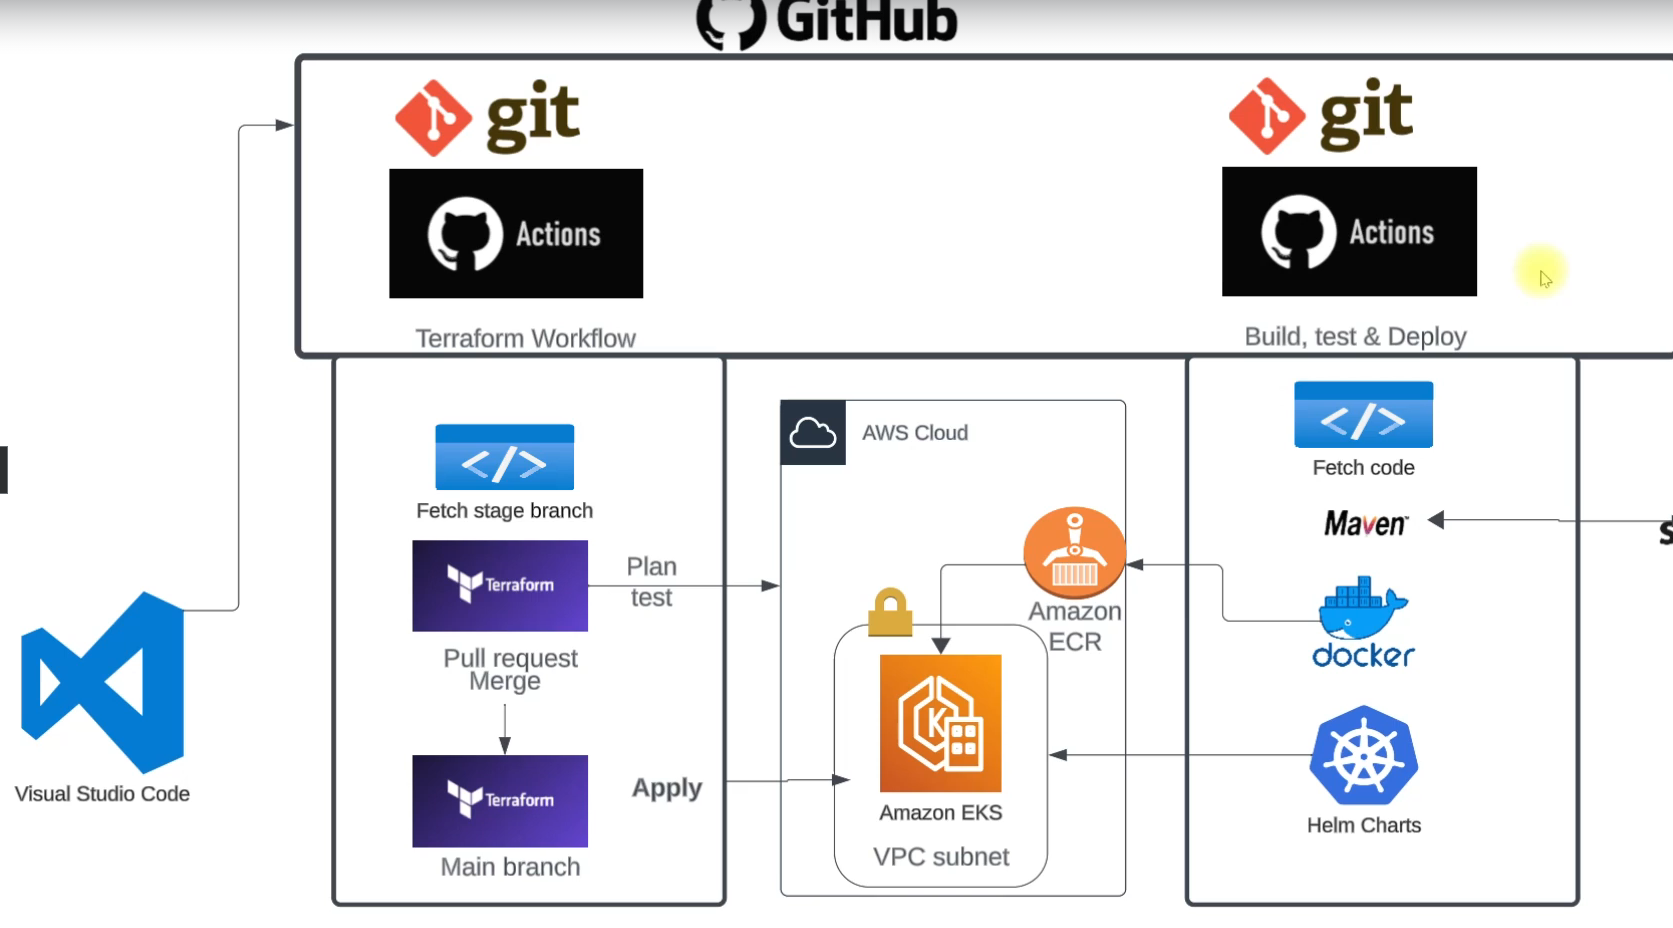 GitHub
git
Actions
Terraform Workflow
git
Actions
Build, test & Deploy
Fetch stage branch
Terraform
Plan
test
Pull request
Merge
Terraform
Apply
Main branch
AWS Cloud
Amazon
ECR
Amazon EKS
VPC subnet
Fetch code
Maven™
docker
Helm Charts
Visual Studio Code